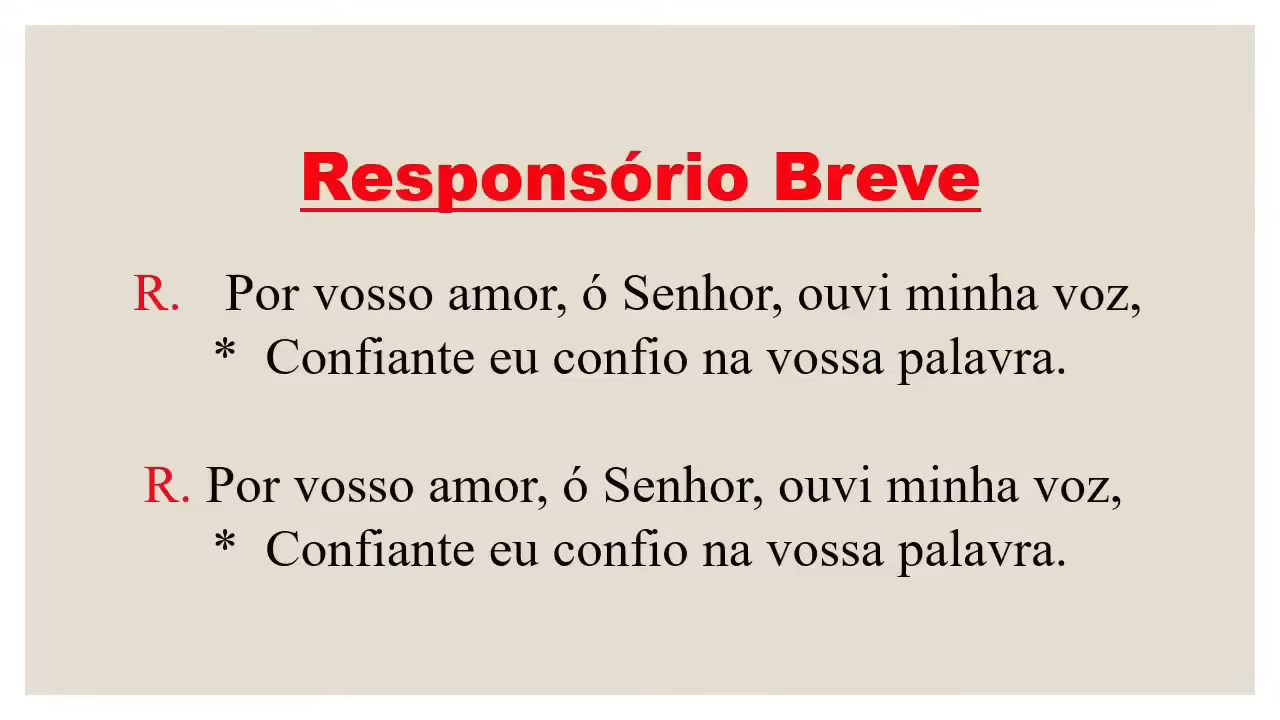 Responsório Breve
R. Por vosso amor, ó Senhor, ouvi minha voz,
* Confiante eu confio na vossa palavra.
R. Por vosso amor, ó Senhor, ouvi minha voz,
* Confiante eu confio na vossa palavra.